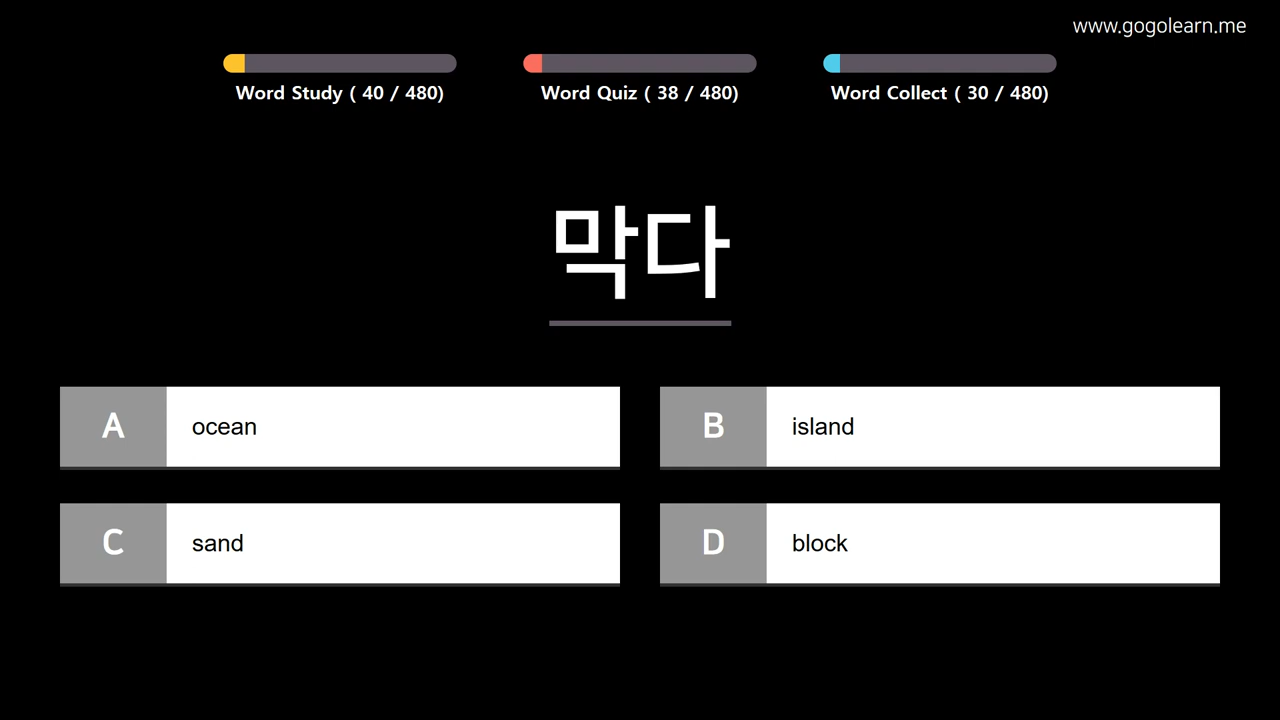 www.gogolearn.me
Word Study ( 40 / 480)
Word Quiz ( 38 / 480)
Word Collect ( 30 / 480)
막다
A ocean
B island
C sand
D block